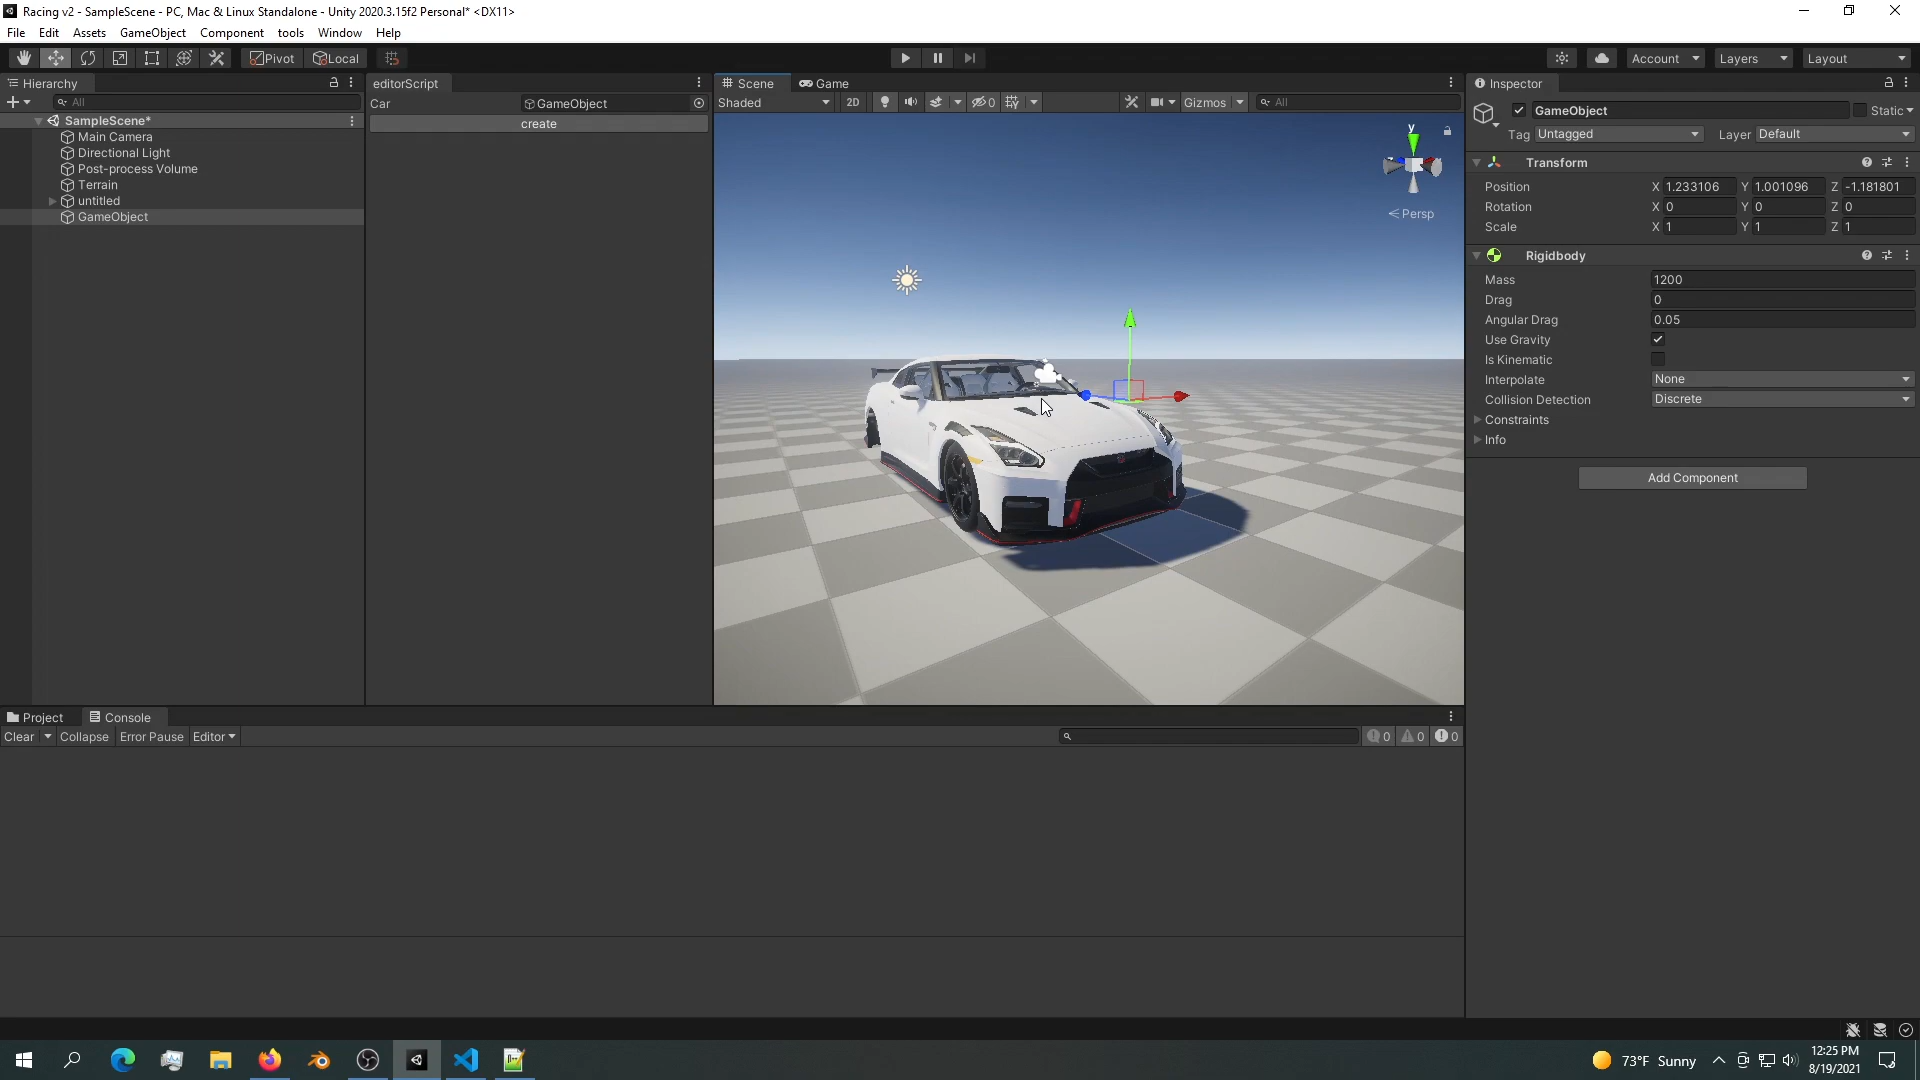 Racing v2 - SampleScene - PC, Mac & Linux Standalone - Unity 2020.3.15f2 Personal* <DX11>
File Edit Assets GameObject Component tools Window Help
Pivot Local Account Layers Layout
Hierarchy
All
SampleScene*
Main Camera
Directional Light
Post-process Volume
Terrain
untitled
GameObject
editorScript
Car GameObject
create
Scene Game
Shaded 2D 0 Gizmos All
y
Persp
Inspector
GameObject Static
Tag Untagged Layer Default
Transform
Position X 1.233106 Y 1.001096 Z -1.181801
Rotation X 0 Y 0 Z 0
Scale X 1 Y 1 Z 1
Rigidbody
Mass 1200
Drag 0
Angular Drag 0.05
Use Gravity
Is Kinematic
Interpolate None
Collision Detection Discrete
Constraints
Info
Add Component
Project Console
Clear Collapse Error Pause Editor 0 0 0
73°F Sunny
12:25 PM
8/19/2021